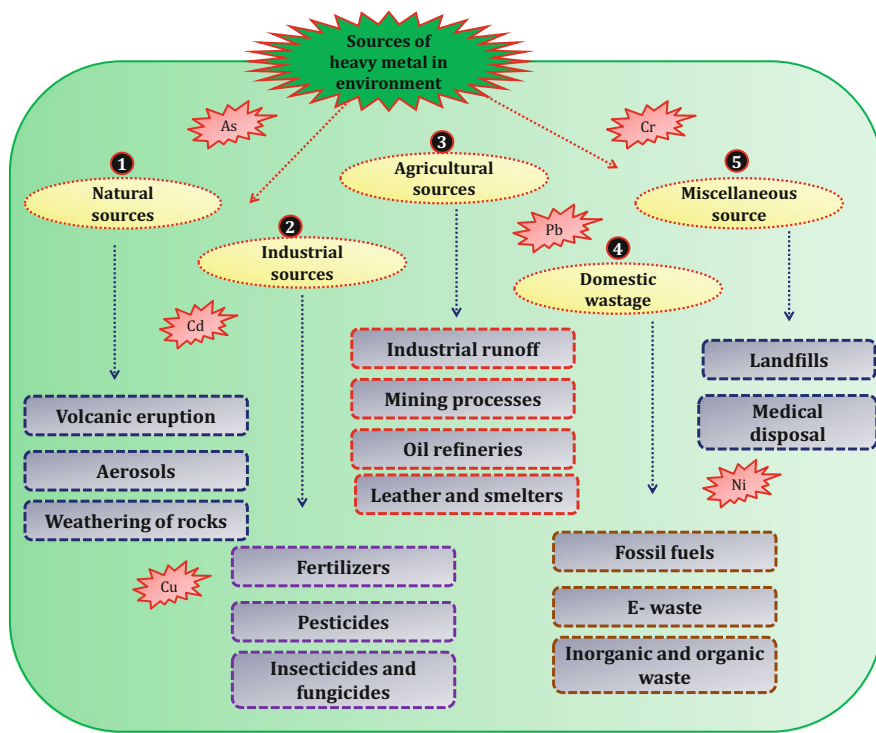 Sources of
heavy metal in
environment
As
Cr
1
Natural
sources
2
Industrial
sources
3
Agricultural
sources
4
Domestic
wastage
5
Miscellaneous
source
Pb
Cd
Volcanic eruption
Aerosols
Weathering of rocks
Cu
Fertilizers
Pesticides
Insecticides and
fungicides
Industrial runoff
Mining processes
Oil refineries
Leather and smelters
Fossil fuels
E- waste
Inorganic and organic
waste
Landfills
Medical
disposal
Ni